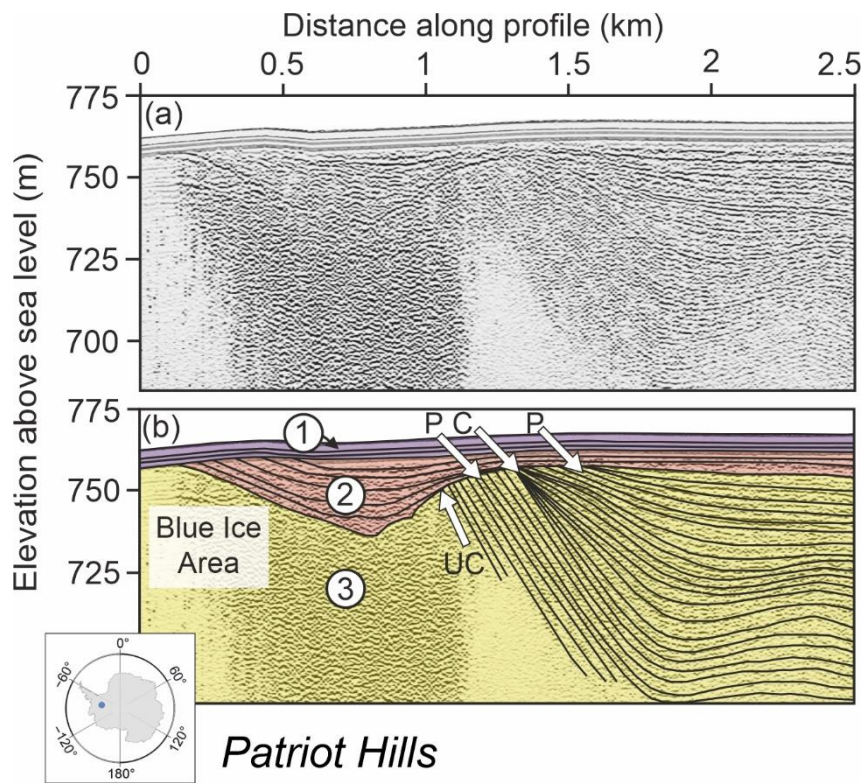 Distance along profile (km)
0 0.5 1 1.5 2 2.5
Elevation above sea level (m)
775
(a)
750
725
700
775
(b)
P C P
1
2
750
UC
Blue Ice
Area
725
3
0°
−60° 60°
−120° 120°
180°
Patriot Hills